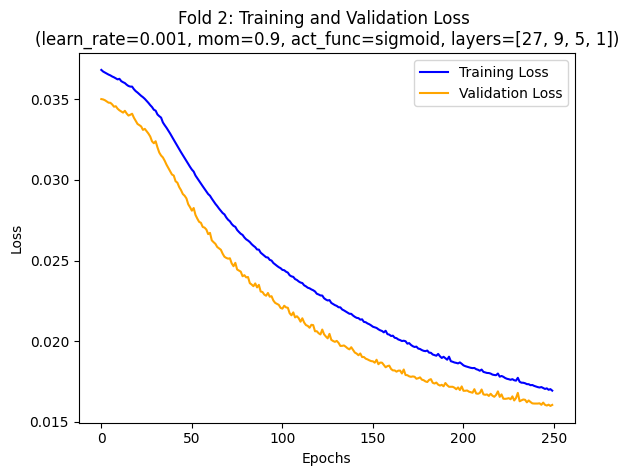 Fold 2: Training and Validation Loss
(learn_rate=0.001, mom=0.9, act_func=sigmoid, layers=[27, 9, 5, 1])
Training Loss
Validation Loss
0.035
0.030
0.025
0.020
0.015
Loss
0 50 100 150 200 250
Epochs